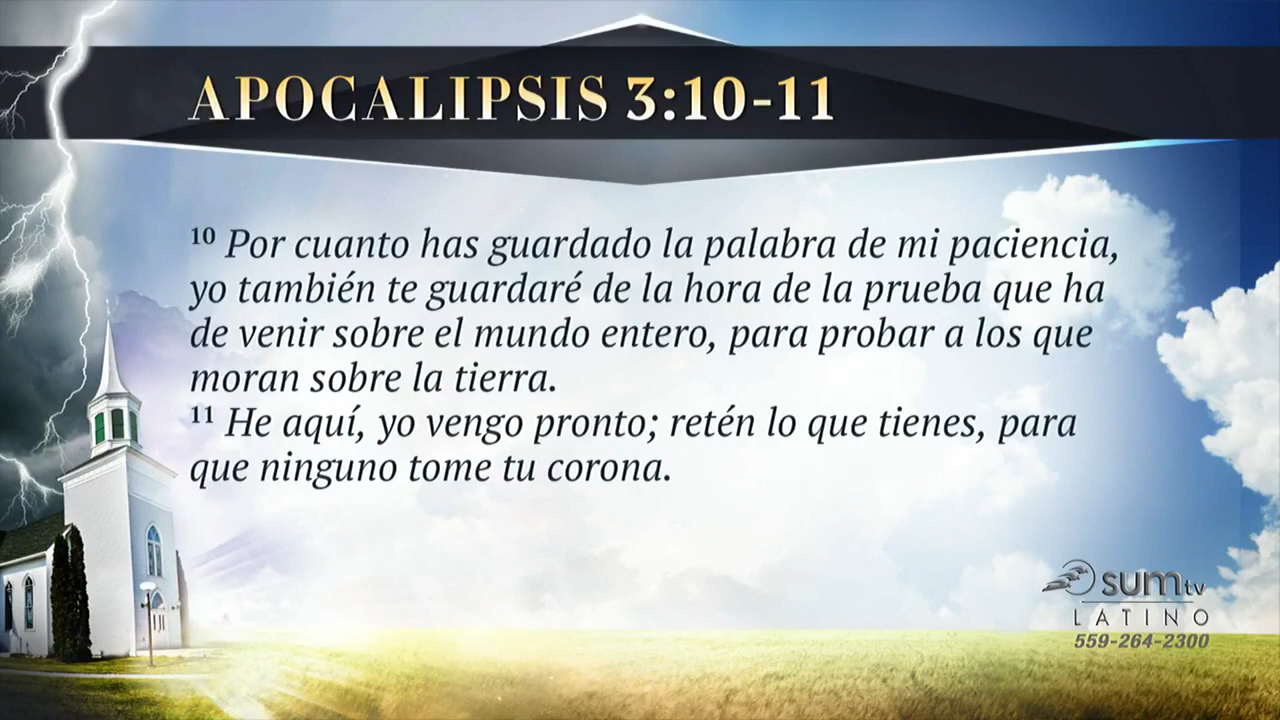 APOCALIPSIS 3:10-11
¹⁰ Por cuanto has guardado la palabra de mi paciencia,
yo también te guardaré de la hora de la prueba que ha
de venir sobre el mundo entero, para probar a los que
moran sobre la tierra.
¹¹ He aquí, yo vengo pronto; retén lo que tienes, para
que ninguno tome tu corona.
sumtv
LATINO
559-264-2300